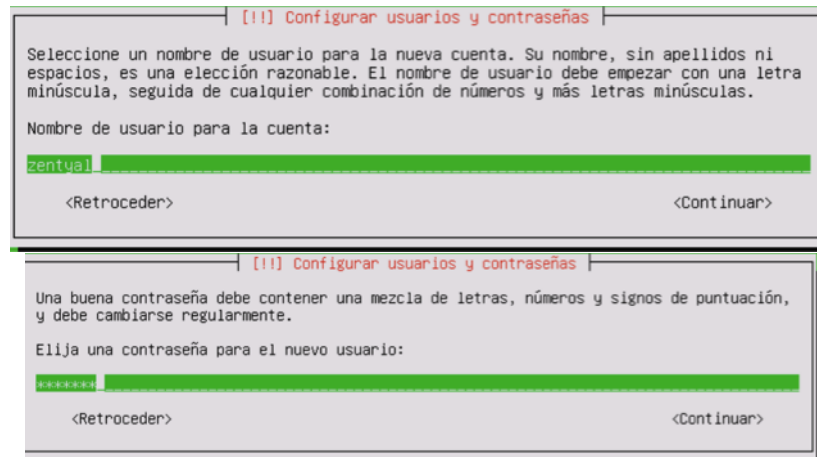 [!!] Configurar usuarios y contraseñas
Seleccione un nombre de usuario para la nueva cuenta. Su nombre, sin apellidos ni
espacios, es una elección razonable. El nombre de usuario debe empezar con una letra
minúscula, seguida de cualquier combinación de números y más letras minúsculas.
Nombre de usuario para la cuenta:
zentyal
<Retroceder> <Continuar>
[!!] Configurar usuarios y contraseñas
Una buena contraseña debe contener una mezcla de letras, números y signos de puntuación,
y debe cambiarse regularmente.
Elija una contraseña para el nuevo usuario:
*******
<Retroceder> <Continuar>